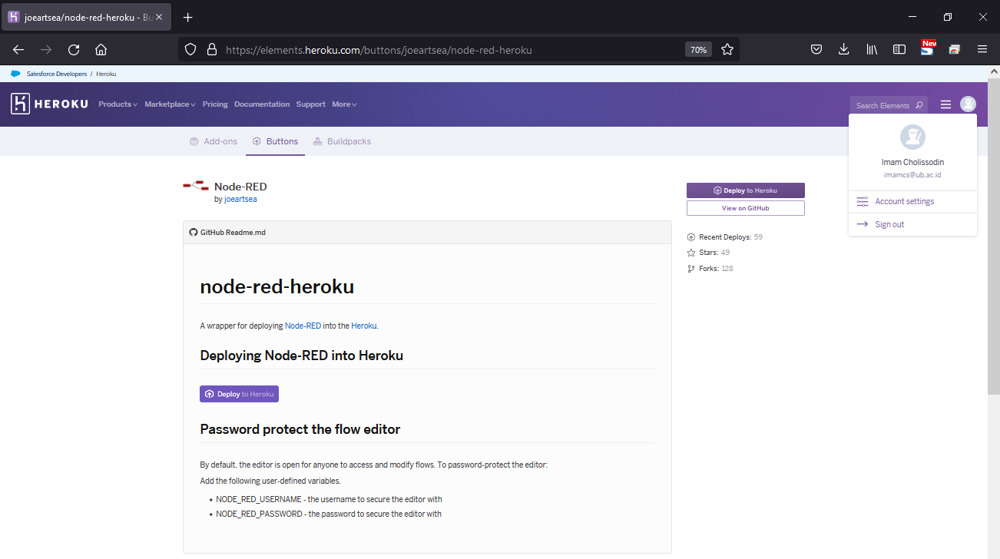 joeartsea/node-red-heroku - Bu
https://elements.heroku.com/buttons/joeartsea/node-red-heroku
70%
New
Salesforce Developers / Heroku
HEROKU Products Marketplace Pricing Documentation Support More
Search Elements
Add-ons Buttons Buildpacks
Imam Cholissodin
imamcs@ub.ac.id
Account settings
Sign out
Node-RED
by joeartsea
Deploy to Heroku
View on GitHub
Recent Deploys: 59
Stars: 49
Forks: 128
GitHub Readme.md
node-red-heroku
A wrapper for deploying Node-RED into the Heroku.
Deploying Node-RED into Heroku
Deploy to Heroku
Password protect the flow editor
By default, the editor is open for anyone to access and modify flows. To password-protect the editor:
Add the following user-defined variables.
• NODE_RED_USERNAME - the username to secure the editor with
• NODE_RED_PASSWORD - the password to secure the editor with